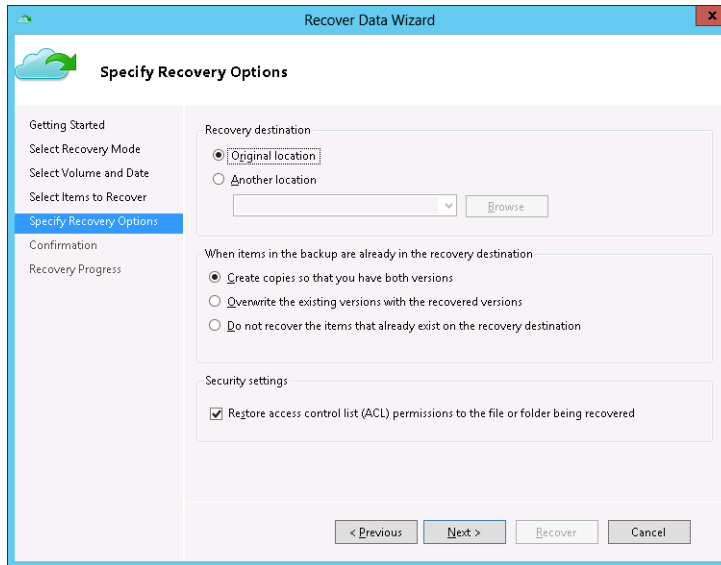 Recover Data Wizard
x
Specify Recovery Options
Getting Started
Select Recovery Mode
Select Volume and Date
Select Items to Recover
Specify Recovery Options
Confirmation
Recovery Progress
Recovery destination
Original location
Another location
Browse
When items in the backup are already in the recovery destination
Create copies so that you have both versions
Overwrite the existing versions with the recovered versions
Do not recover the items that already exist on the recovery destination
Security settings
Restore access control list (ACL) permissions to the file or folder being recovered
< Previous
Next >
Recover
Cancel